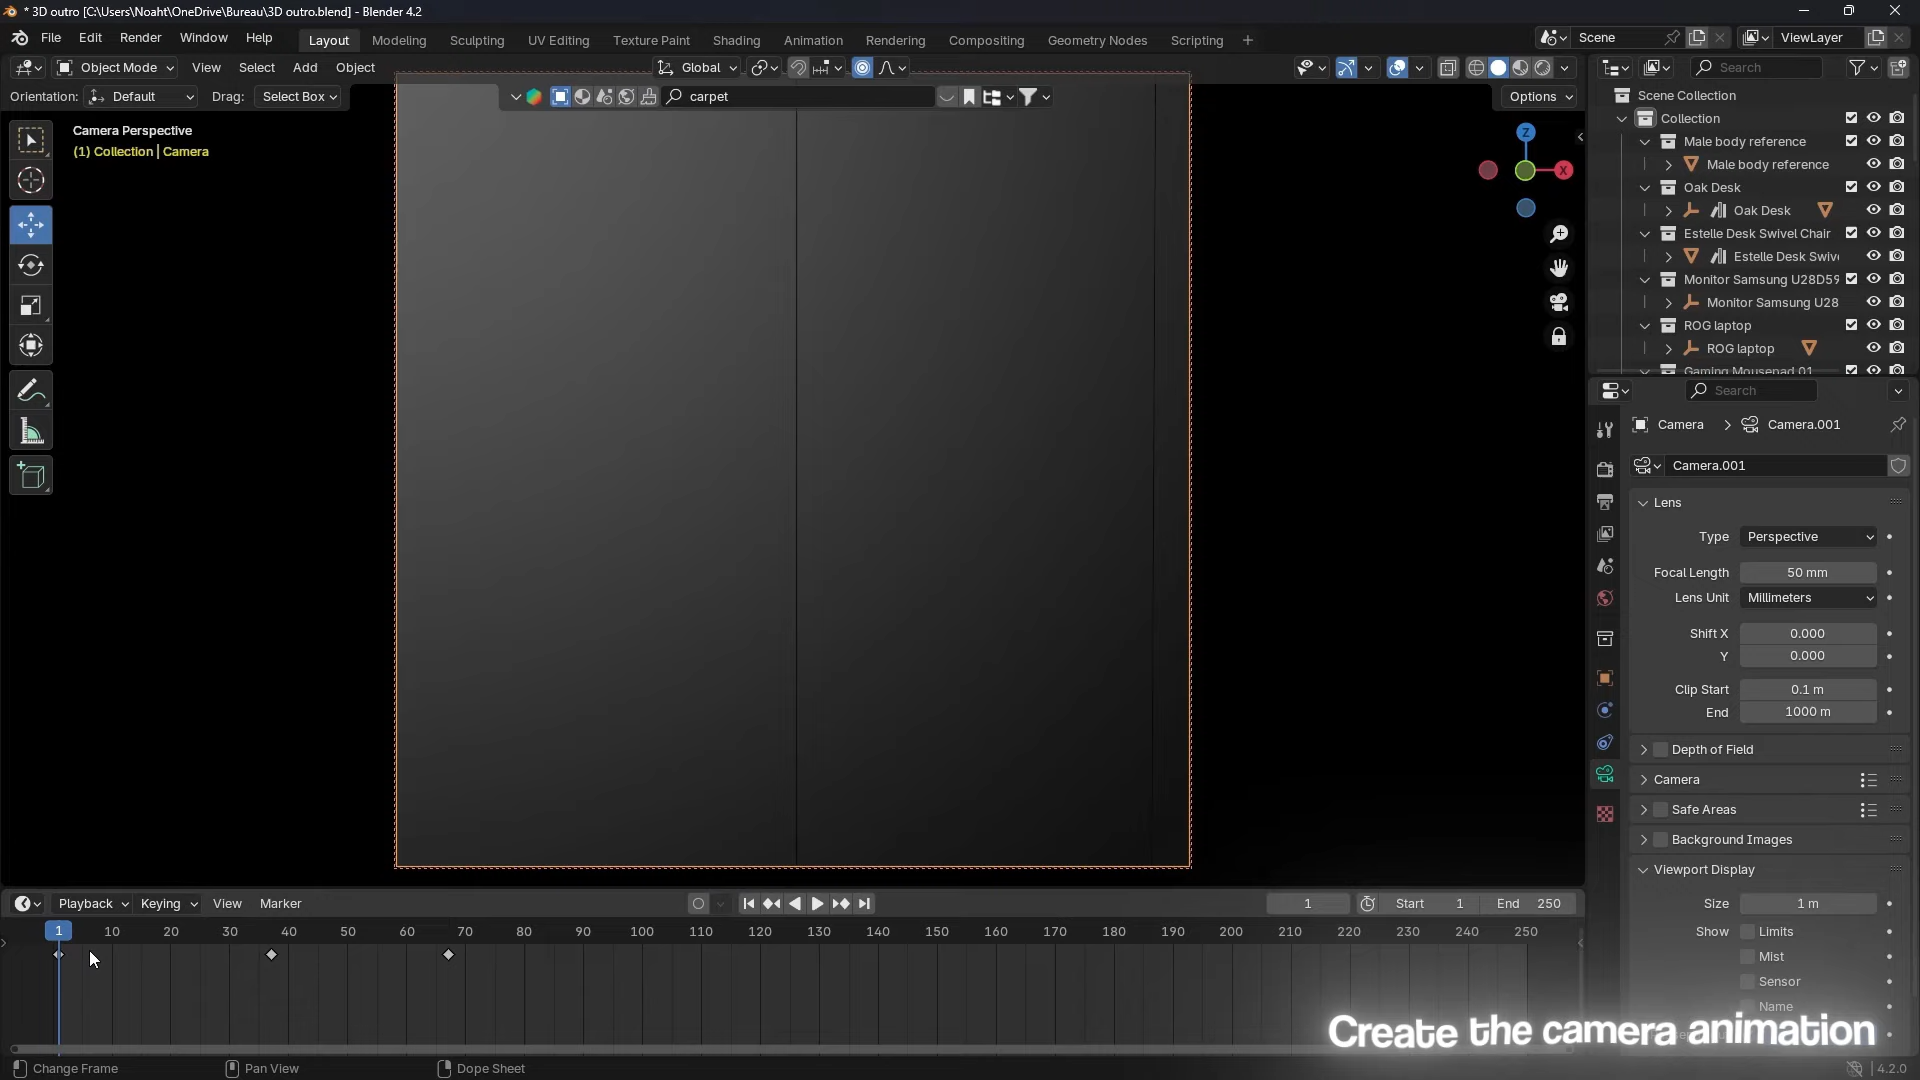 * 3D outro [C:\Users\Noaht\OneDrive\Bureau\3D outro.blend] - Blender 4.2
File Edit Render Window Help Layout Modeling Sculpting UV Editing Texture Paint Shading Animation Rendering Compositing Geometry Nodes Scripting + Scene ViewLayer
Object Mode View Select Add Object Global Search
Orientation: Default Drag: Select Box carpet Options
Scene Collection
Collection
Male body reference
Male body reference
Oak Desk
Oak Desk
Estelle Desk Swivel Chair
Estelle Desk Swiv
Monitor Samsung U28D59
Monitor Samsung U28
ROG laptop
ROG laptop
Gaming Mousepad 01
Camera Perspective
(1) Collection | Camera
Z
X
Search
Camera > Camera.001
Camera.001
Lens
Type Perspective
Focal Length 50 mm
Lens Unit Millimeters
Shift X 0.000
Y 0.000
Clip Start 0.1 m
End 1000 m
Depth of Field
Camera
Safe Areas
Background Images
Viewport Display
Size 1 m
Show Limits
Mist
Sensor
Name
Playback Keying View Marker 1 Start 1 End 250
1 10 20 30 40 50 60 70 80 90 100 110 120 130 140 150 160 170 180 190 200 210 220 230 240 250
Create the camera animation
Change Frame Pan View Dope Sheet 4.2.0